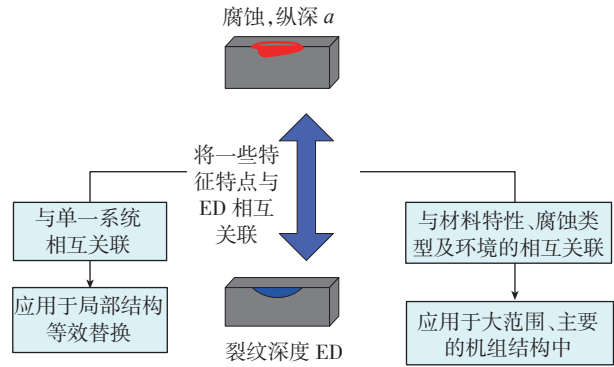 腐蚀,纵深 a
将一些特
征特点与
ED 相互
关联
与单一系统
相互关联
应用于局部结构
等效替换
与材料特性、腐蚀类
型及环境的相互关联
应用于大范围、主要
的机组结构中
裂纹深度 ED